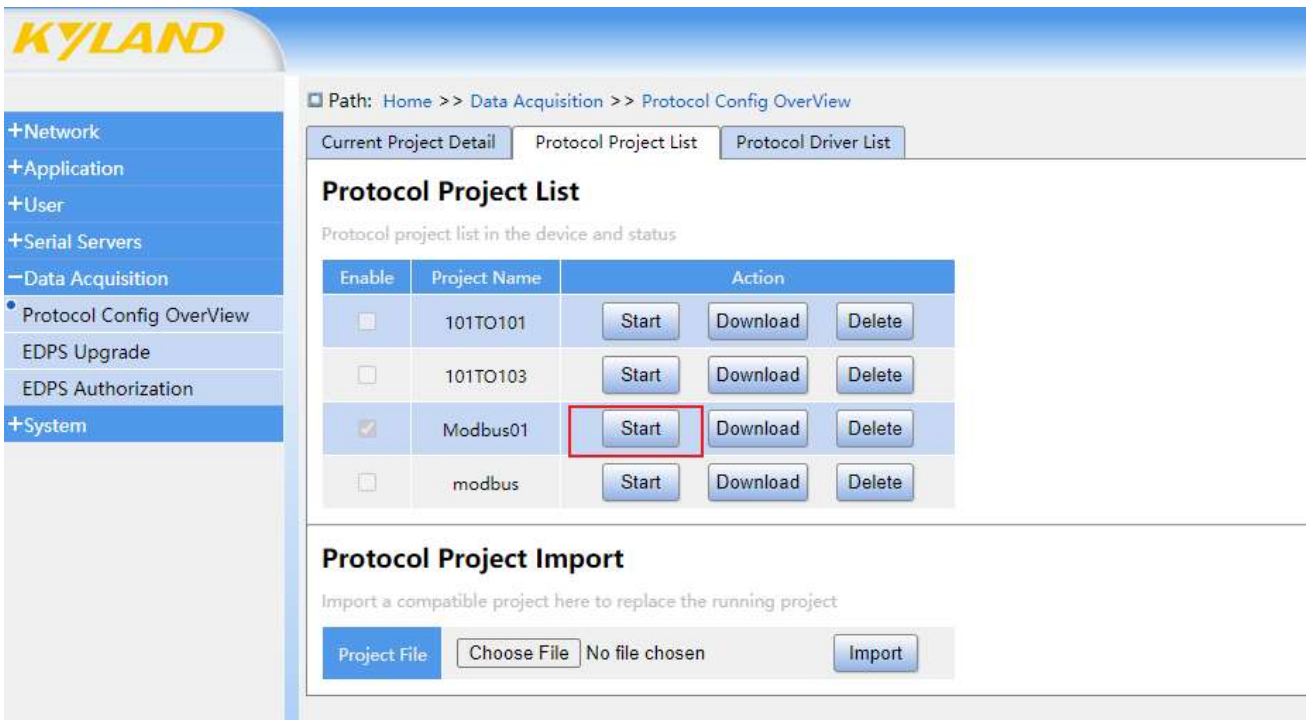 KYLAND
Path: Home >> Data Acquisition >> Protocol Config OverView
+Network
+Application
+User
+Serial Servers
−Data Acquisition
Protocol Config OverView
EDPS Upgrade
EDPS Authorization
+System
Current Project Detail Protocol Project List Protocol Driver List
Protocol Project List
Protocol project list in the device and status
Enable Project Name Action
101TO101 Start Download Delete
101TO103 Start Download Delete
Modbus01 Start Download Delete
modbus Start Download Delete
Protocol Project Import
Import a compatible project here to replace the running project
Project File Choose File No file chosen Import